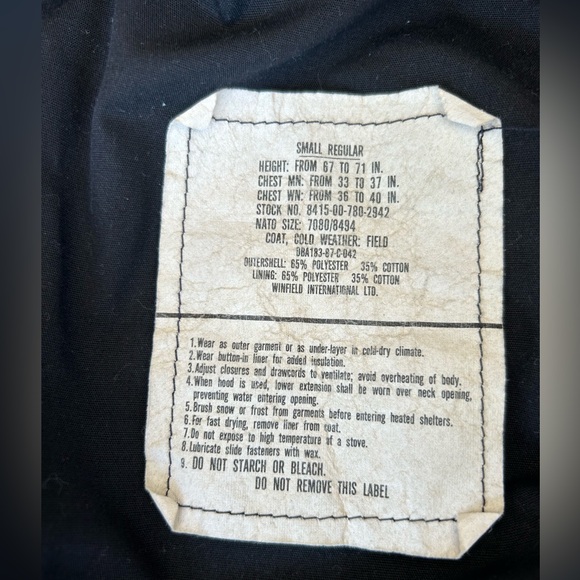 SMALL REGULAR
HEIGHT: FROM 67 TO 71 IN.
CHEST MN: FROM 33 TO 37 IN.
CHEST WN: FROM 36 TO 40 IN.
STOCK NO. 8415-00-780-2942
NATO SIZE: 7080/8494
COAT, COLD WEATHER: FIELD
DBA1B3-87-C-042
OUTERSHELL: 65% POLYESTER 35% COTTON
LINING: 65% POLYESTER 35% COTTON
WINFIELD INTERNATIONAL LTD.
1. Wear as outer garment or as under-layer in cold-dry climate.
2. Wear button-in liner for added insolation.
3. Adjust closures and drawcords to ventilate; avoid overheating of body.
4. When hood is used, lower extension shall be worn over neck opening,
preventing water entering opening.
5. Brush snow or frost from garments before entering heated shelters.
6. For fast drying, remove liner from coat.
7. Do not expose to high temperature of a stove.
8. Lubricate slide fasteners with wax.
9. DO NOT STARCH OR BLEACH.
DO NOT REMOVE THIS LABEL